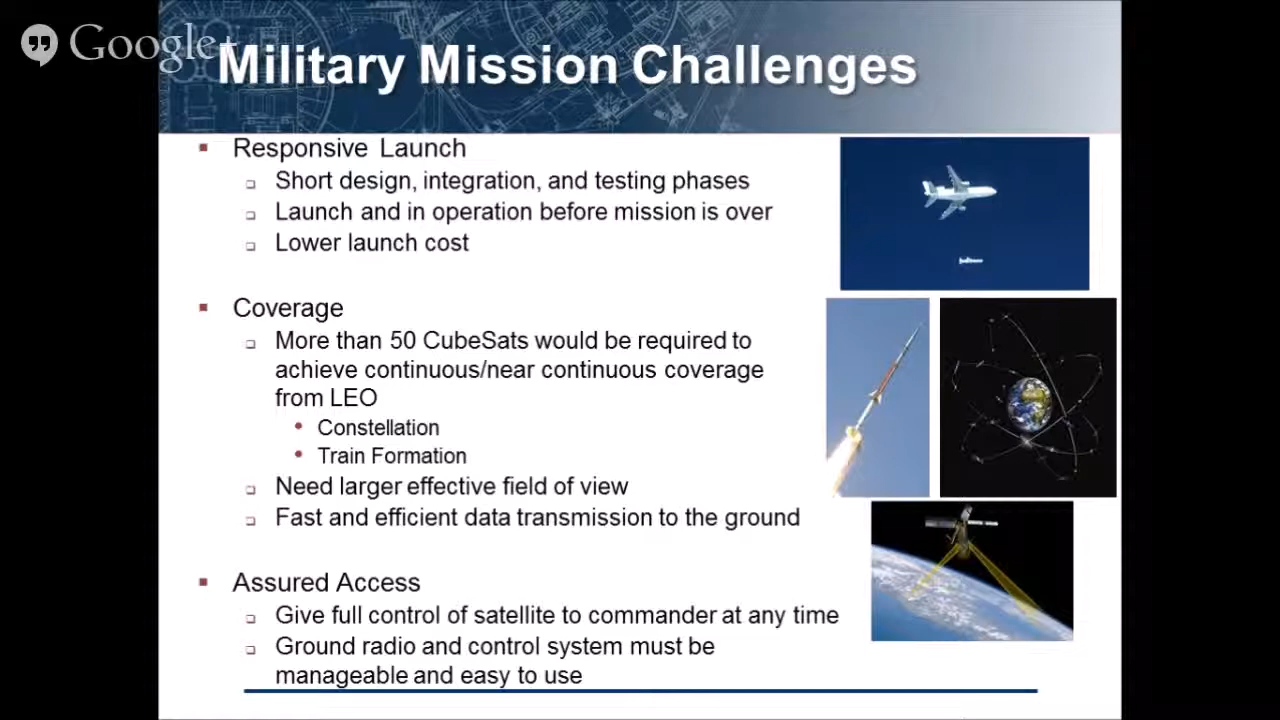 Google+
Military Mission Challenges
Responsive Launch
Short design, integration, and testing phases
Launch and in operation before mission is over
Lower launch cost
Coverage
More than 50 CubeSats would be required to
achieve continuous/near continuous coverage
from LEO
Constellation
Train Formation
Need larger effective field of view
Fast and efficient data transmission to the ground
Assured Access
Give full control of satellite to commander at any time
Ground radio and control system must be
manageable and easy to use